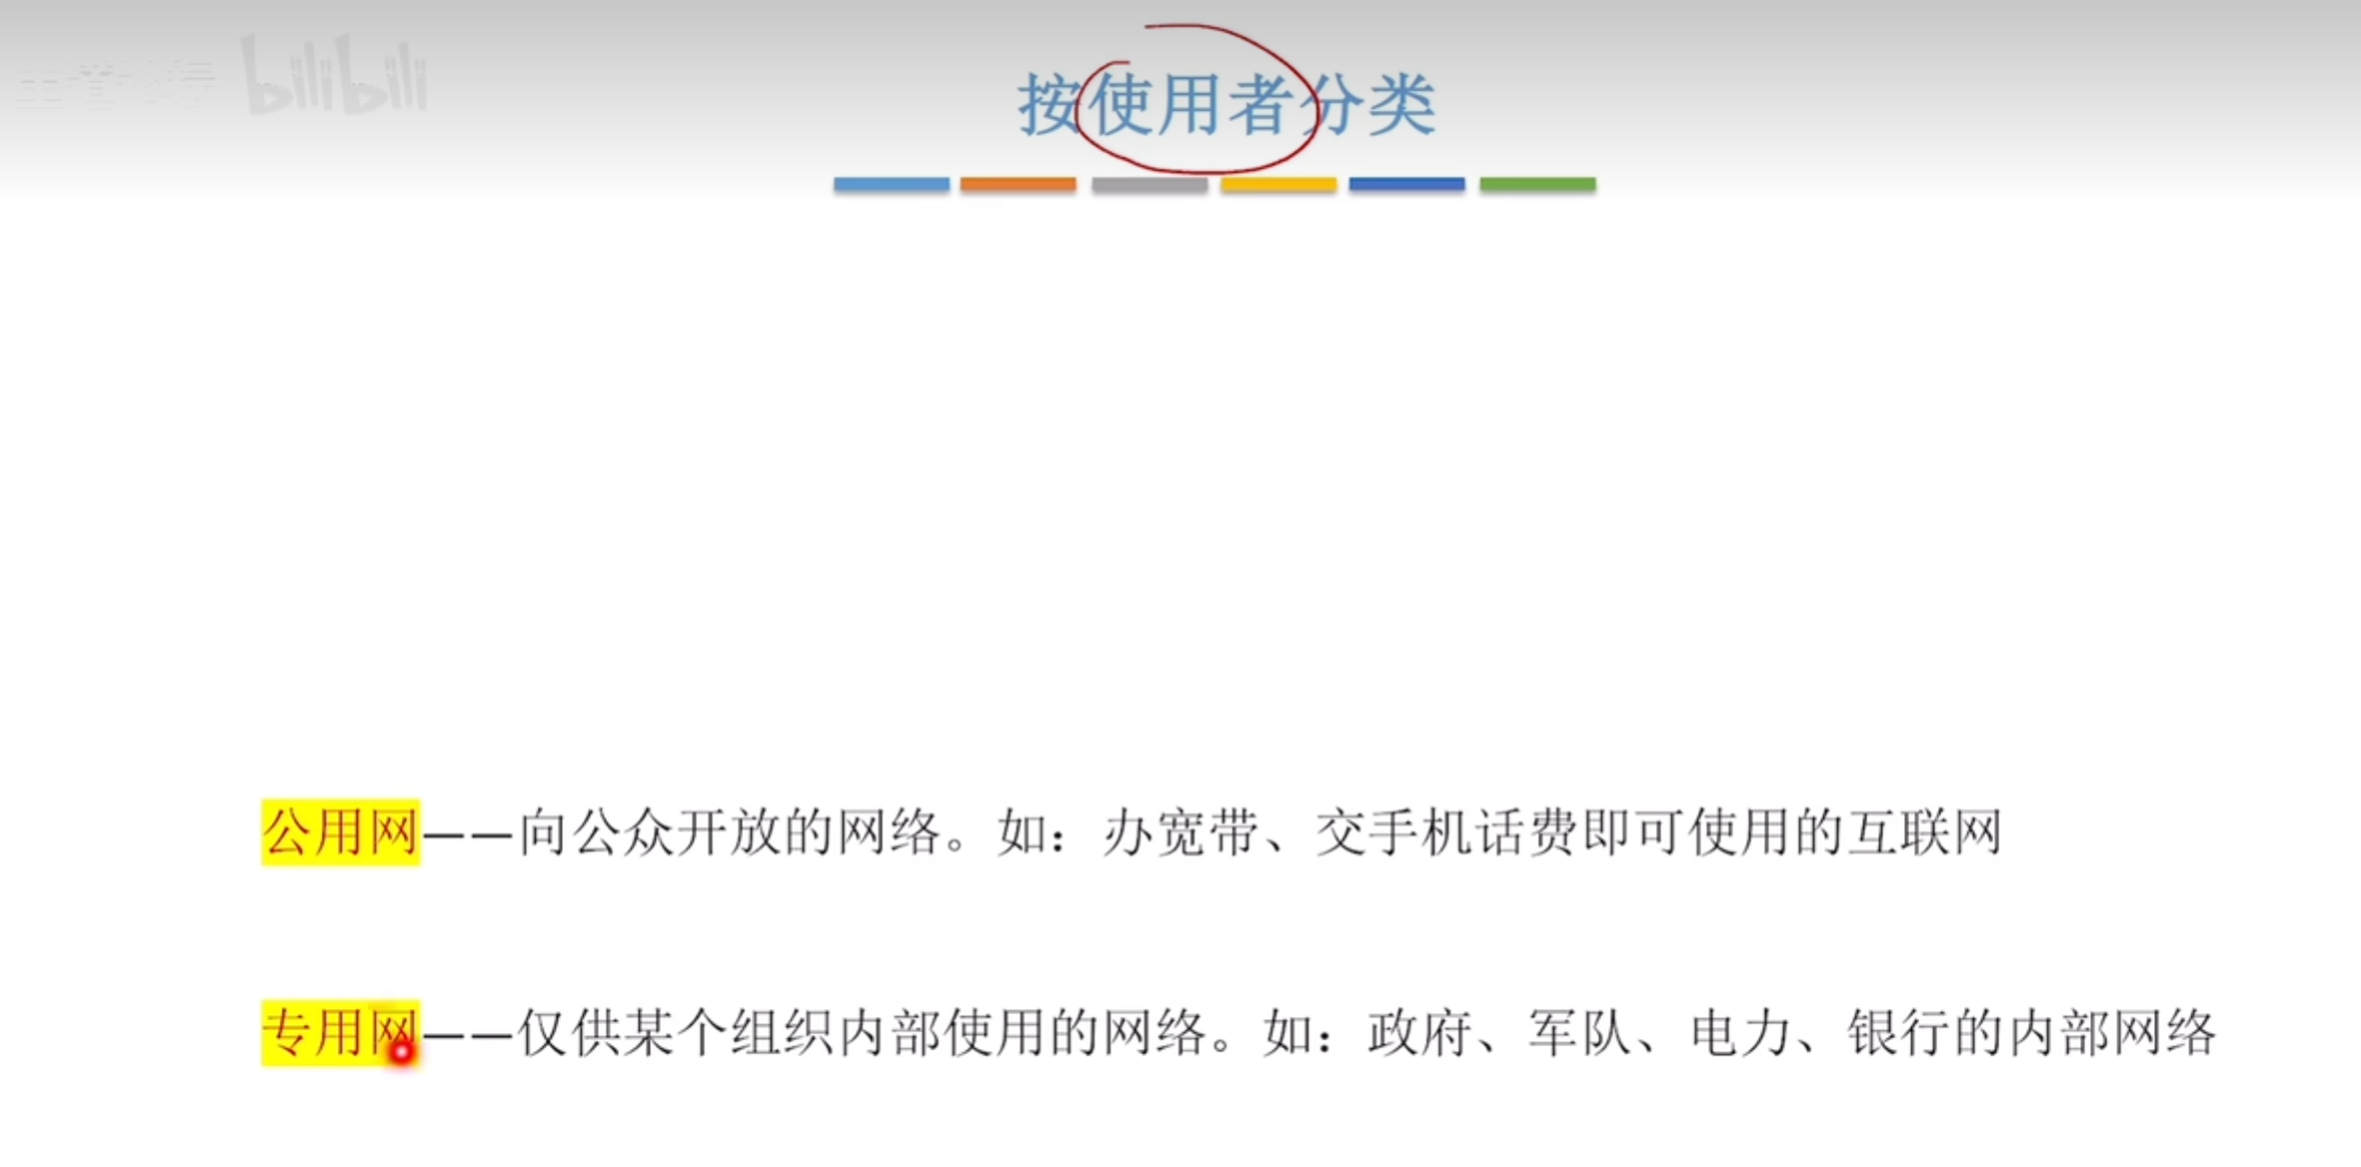 bilibili
按使用者分类
公用网——向公众开放的网络。如：办宽带、交手机话费即可使用的互联网
专用网——仅供某个组织内部使用的网络。如：政府、军队、电力、银行的内部网络